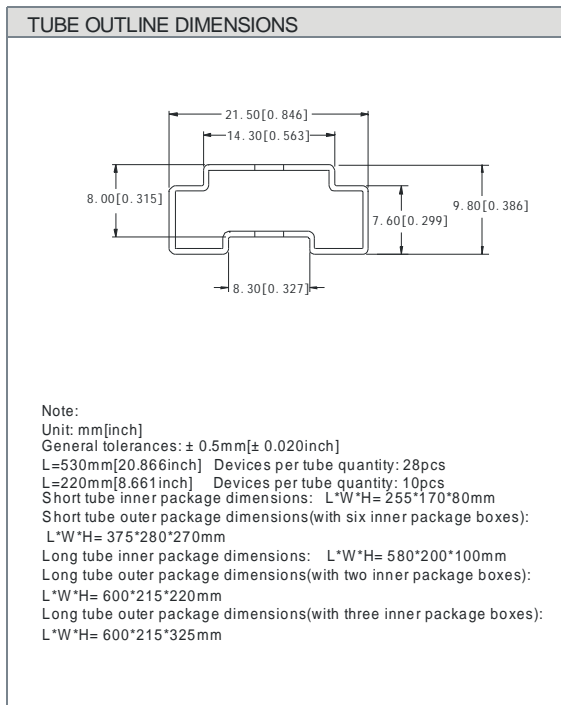 TUBE OUTLINE DIMENSIONS
21.50[0.846]
14.30[0.563]
8.00[0.315]
9.80[0.386]
7.60[0.299]
8.30[0.327]
Note:
Unit: mm[inch]
General tolerances: ± 0.5mm[± 0.020inch]
L=530mm[20.866inch] Devices per tube quantity: 28pcs
L=220mm[8.661inch] Devices per tube quantity: 10pcs
Short tube inner package dimensions: L*W*H= 255*170*80mm
Short tube outer package dimensions(with six inner package boxes):
L*W*H= 375*280*270mm
Long tube inner package dimensions: L*W*H= 580*200*100mm
Long tube outer package dimensions(with two inner package boxes):
L*W*H= 600*215*220mm
Long tube outer package dimensions(with three inner package boxes):
L*W*H= 600*215*325mm